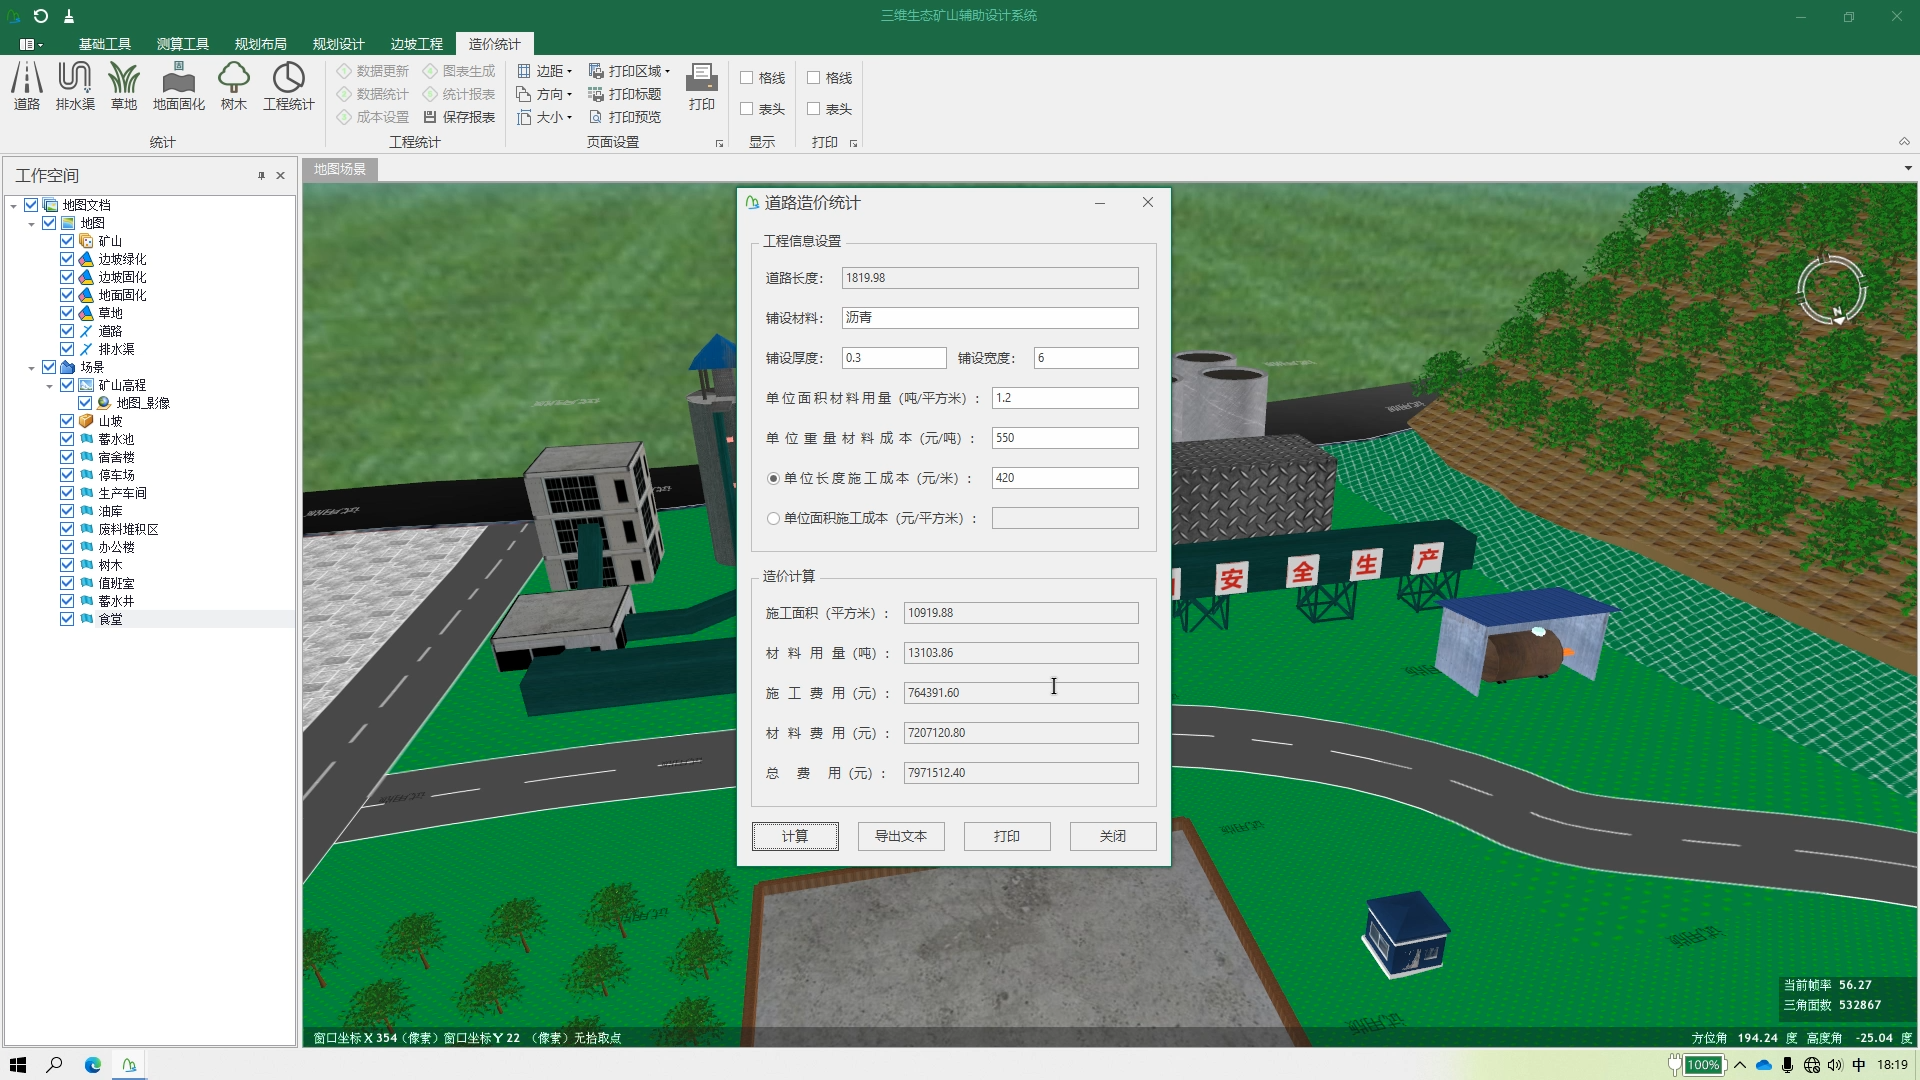 三维生态矿山辅助设计系统
基础工具 测算工具 规划布局 规划设计 边坡工程 造价统计
道路 排水渠 草地 地面固化 树木 工程统计
统计
数据更新 图表生成
数据统计 统计报表
成本设置 保存报表
工程统计
边距 打印区域
方向 打印标题
大小 打印预览
打印
页面设置
格线
表头
显示
格线
表头
打印
工作空间
地图文档
地图
矿山
边坡绿化
边坡固化
地面固化
草地
道路
排水渠
场景
矿山高程
地图_影像
山坡
蓄水池
宿舍楼
停车场
生产车间
油库
废料堆积区
办公楼
树木
值班室
蓄水井
食堂
地图场景
道路造价统计
工程信息设置
道路长度: 1819.98
铺设材料: 沥青
铺设厚度: 0.3 铺设宽度: 6
单位面积材料用量 (吨/平方米) : 1.2
单位重量材料成本 (元/吨) : 550
单位长度施工成本 (元/米) : 420
单位面积施工成本 (元/平方米) :
造价计算
施工面积 (平方米) : 10919.88
材料用量 (吨) : 13103.86
施工费用 (元) : 764391.60
材料费用 (元) : 7207120.80
总费用 (元) : 7971512.40
计算 导出文本 打印 关闭
安 全 生 产
N
当前帧率 56.27
三角面数 532867
窗口坐标X 354 (像素) 窗口坐标Y 22 (像素) 无拾取点
方位角 194.24 度 高度角 -25.04 度
100% 中 18:19